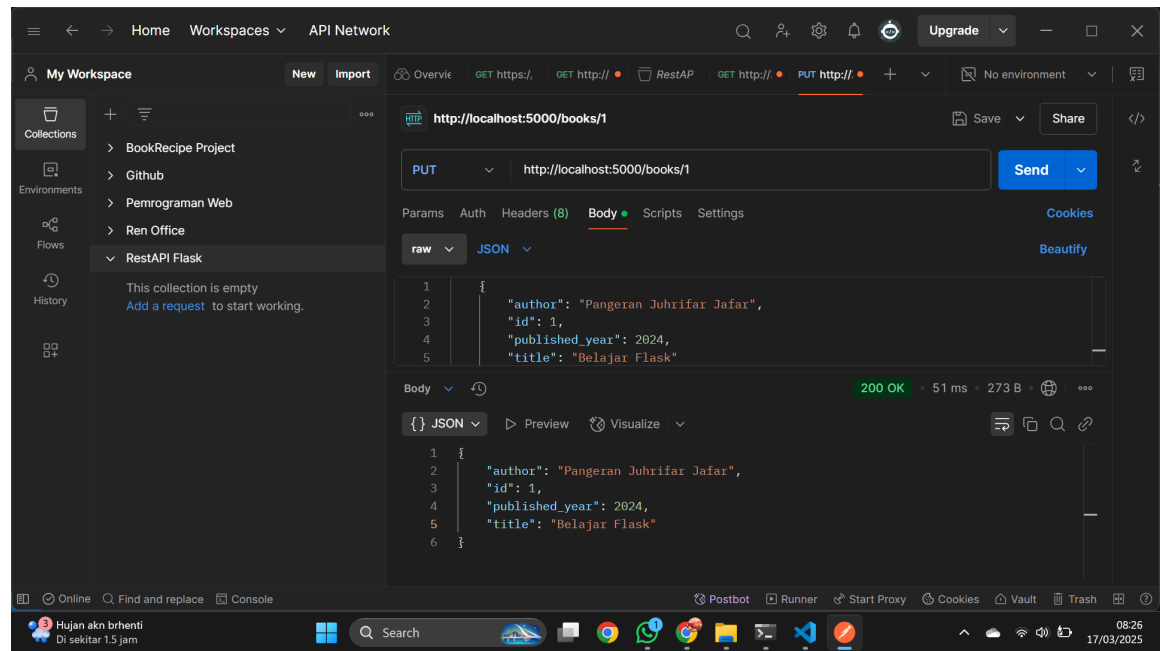 Home Workspaces API Network Upgrade
My Workspace New Import Overvie GET https:/, GET http:// RestAP GET http://. PUT http://. No environment
Collections
Environments
Flows
History
BookRecipe Project
Github
Pemrograman Web
Ren Office
RestAPI Flask
This collection is empty
Add a request to start working.
HTTP http://localhost:5000/books/1 Save Share
PUT http://localhost:5000/books/1 Send
Params Auth Headers (8) Body Scripts Settings Cookies
raw JSON Beautify
1 {
2 "author": "Pangeran Juhrifar Jafar",
3 "id": 1,
4 "published_year": 2024,
5 "title": "Belajar Flask"
Body 200 OK 51 ms 273 B
{} JSON Preview Visualize
1 {
2 "author": "Pangeran Juhrifar Jafar",
3 "id": 1,
4 "published_year": 2024,
5 "title": "Belajar Flask"
6 }
Online Find and replace Console Postbot Runner Start Proxy Cookies Vault Trash
3 Hujan akn brhenti
Di sekitar 1.5 jam
Search
08:26
17/03/2025